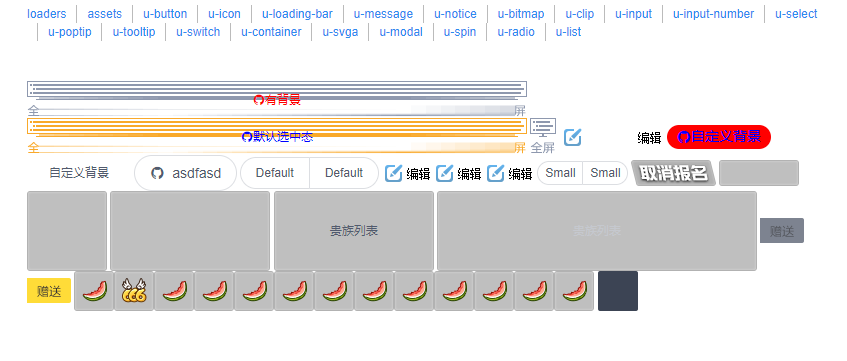 loaders assets u-button u-icon u-loading-bar u-message u-notice u-bitmap u-clip u-input u-input-number u-select
u-poptip u-tooltip u-switch u-container u-svga u-modal u-spin u-radio u-list
有背景
全 屏
默认选中态 编辑 自定义背景
全 屏 全屏
自定义背景 asdfasd Default Default 编辑 编辑 编辑 Small Small 取消报名
贵族列表 贵族列表 赠送
赠送